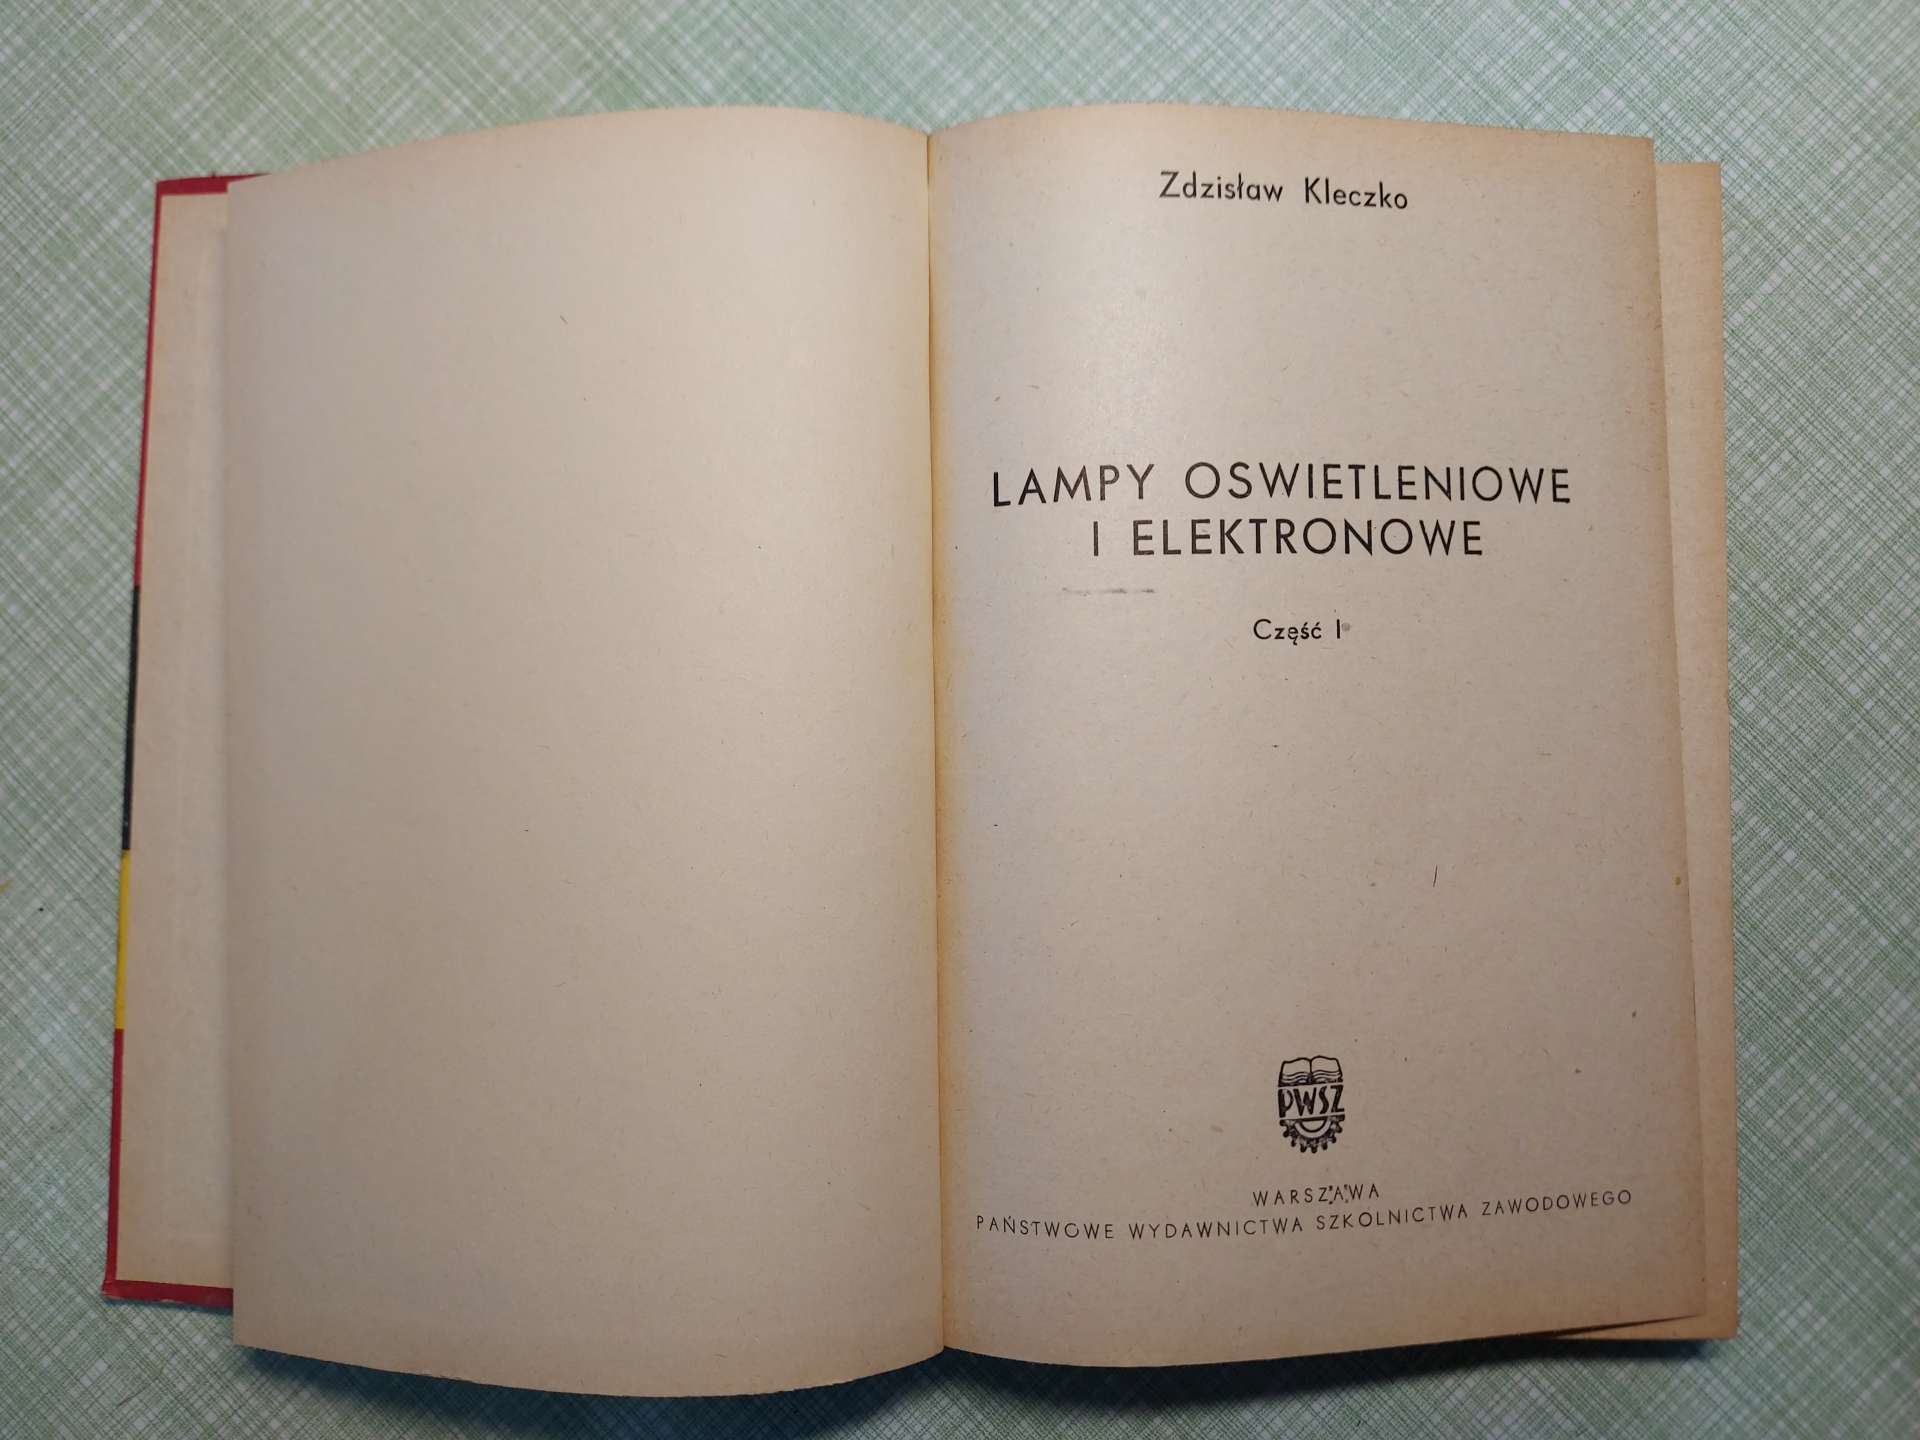 Zdzisław Kleczko
LAMPY OSWIETLENIOWE
I ELEKTRONOWE
Część I
PWSZ
WARSZAWA
PAŃSTWOWE WYDAWNICTWA SZKOLNICTWA ZAWODOWEGO